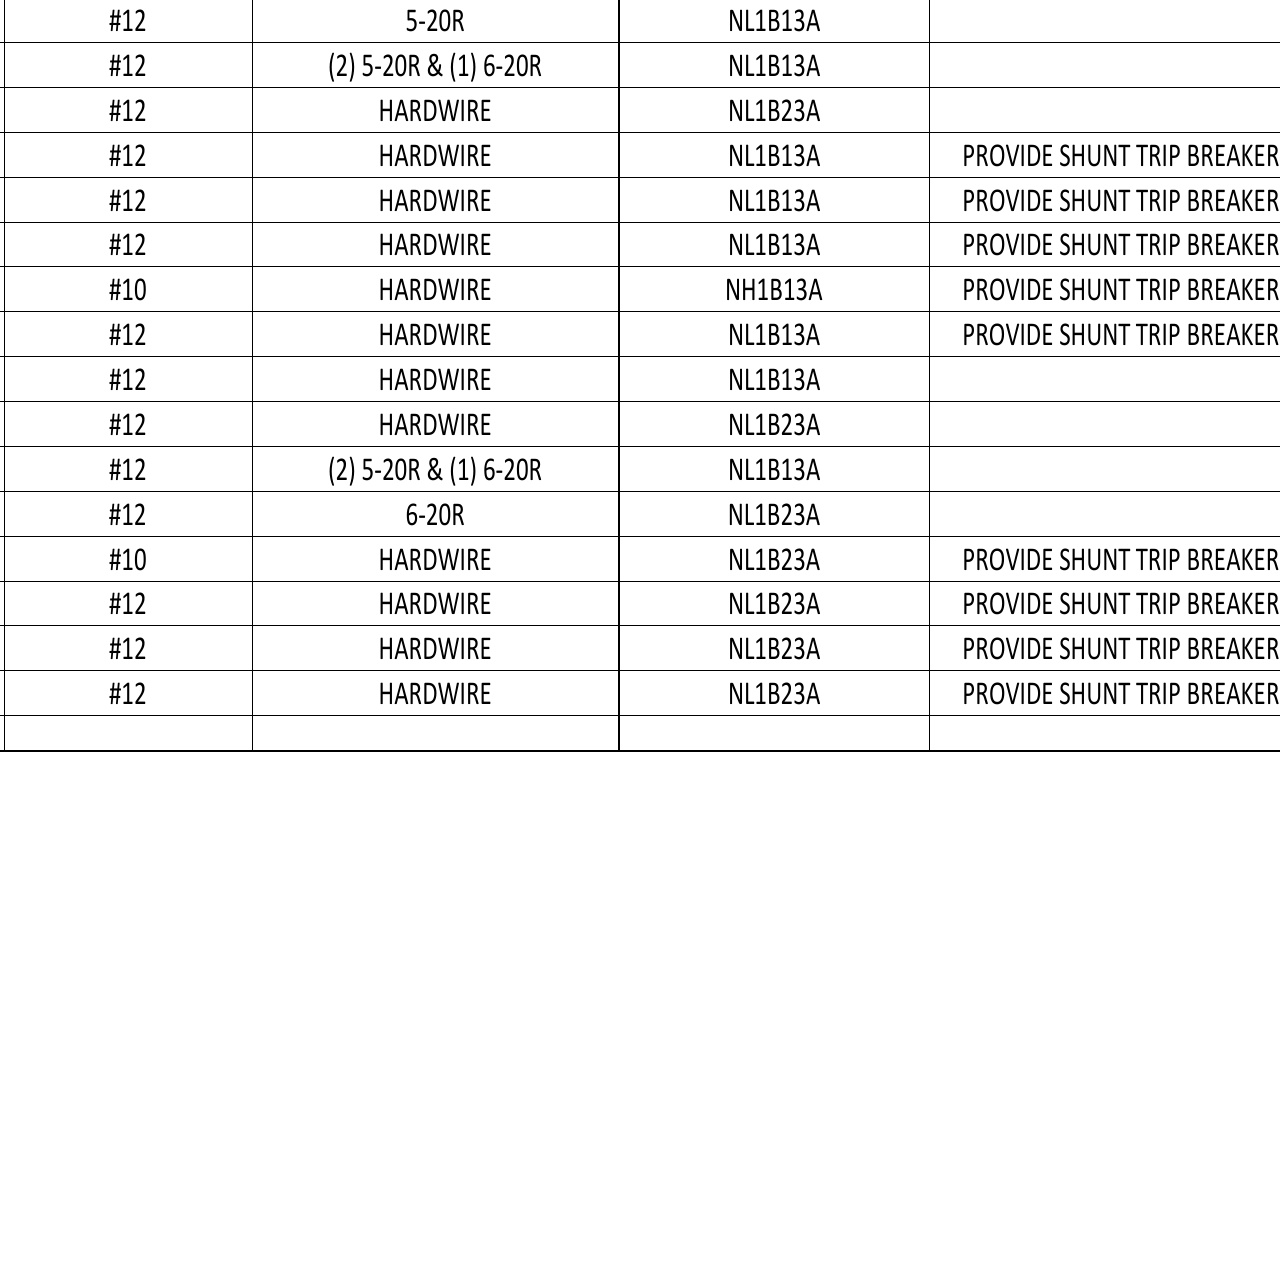 #12 5-20R NL1B13A
#12 (2) 5-20R & (1) 6-20R NL1B13A
#12 HARDWIRE NL1B23A
#12 HARDWIRE NL1B13A PROVIDE SHUNT TRIP BREAKER
#12 HARDWIRE NL1B13A PROVIDE SHUNT TRIP BREAKER
#12 HARDWIRE NL1B13A PROVIDE SHUNT TRIP BREAKER
#10 HARDWIRE NH1B13A PROVIDE SHUNT TRIP BREAKER
#12 HARDWIRE NL1B13A PROVIDE SHUNT TRIP BREAKER
#12 HARDWIRE NL1B13A
#12 HARDWIRE NL1B23A
#12 (2) 5-20R & (1) 6-20R NL1B13A
#12 6-20R NL1B23A
#10 HARDWIRE NL1B23A PROVIDE SHUNT TRIP BREAKER
#12 HARDWIRE NL1B23A PROVIDE SHUNT TRIP BREAKER
#12 HARDWIRE NL1B23A PROVIDE SHUNT TRIP BREAKER
#12 HARDWIRE NL1B23A PROVIDE SHUNT TRIP BREAKER